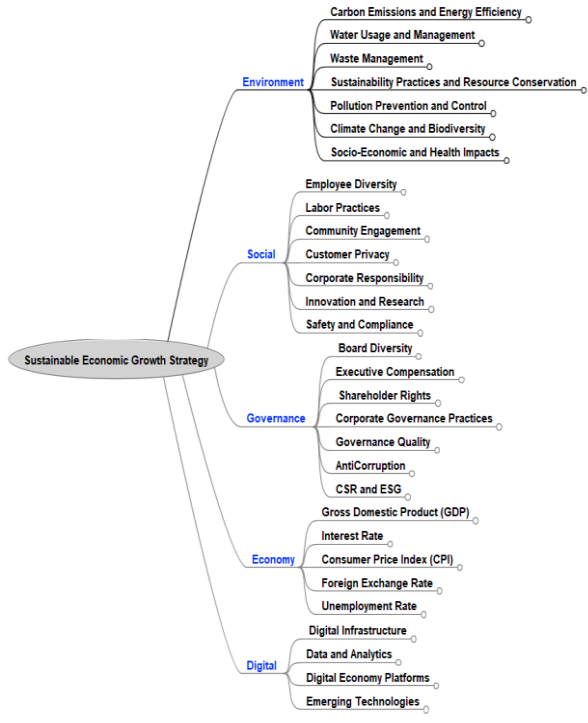 Carbon Emissions and Energy Efficiency
Water Usage and Management
Waste Management
Environment
Sustainability Practices and Resource Conservation
Pollution Prevention and Control
Climate Change and Biodiversity
Socio-Economic and Health Impacts
Employee Diversity
Labor Practices
Community Engagement
Social
Customer Privacy
Corporate Responsibility
Innovation and Research
Safety and Compliance
Sustainable Economic Growth Strategy
Board Diversity
Executive Compensation
Shareholder Rights
Governance
Corporate Governance Practices
Governance Quality
AntiCorruption
CSR and ESG
Gross Domestic Product (GDP)
Interest Rate
Economy
Consumer Price Index (CPI)
Foreign Exchange Rate
Unemployment Rate
Digital Infrastructure
Data and Analytics
Digital
Digital Economy Platforms
Emerging Technologies